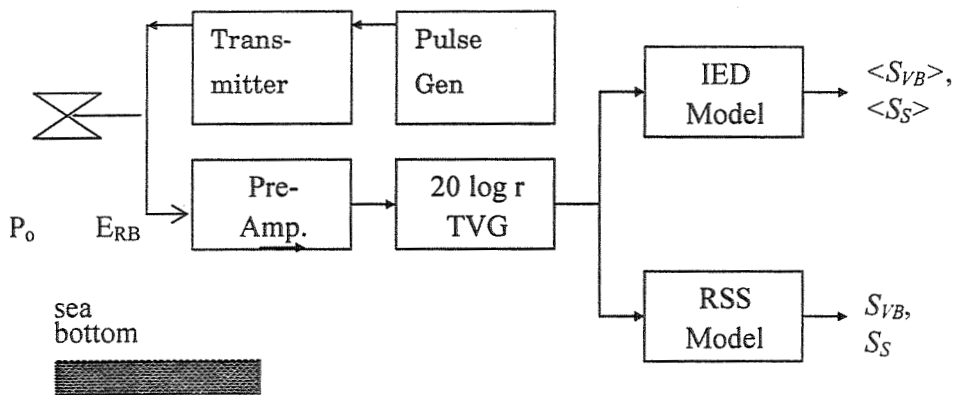 Trans-
mitter
Pulse
Gen
IED
Model
<S_VB>,
<S_S>
Pre-
Amp.
20 log r
TVG
P_o
E_RB
RSS
Model
S_VB,
S_S
sea
bottom